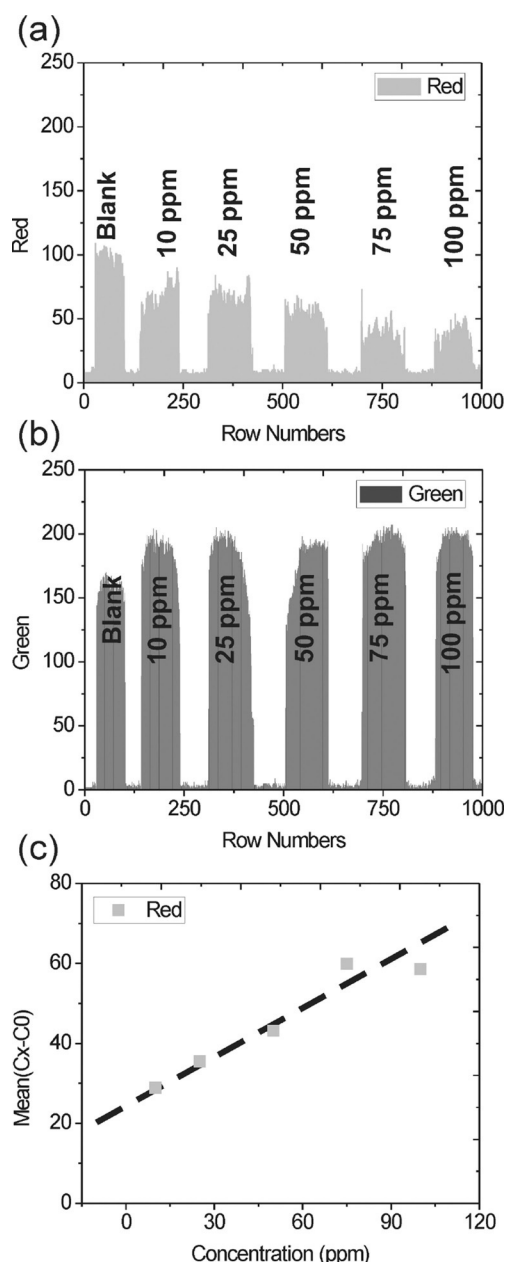 (a)
250
200
150
100
50
0
Red
Red
Blank
10 ppm
25 ppm
50 ppm
75 ppm
100 ppm
0 250 500 750 1000
Row Numbers
(b)
250
200
150
100
50
0
Green
Green
Blank
10 ppm
25 ppm
50 ppm
75 ppm
100 ppm
0 250 500 750 1000
Row Numbers
(c)
80
60
40
20
0
Mean(Cx-C0)
Red
0 30 60 90 120
Concentration (ppm)